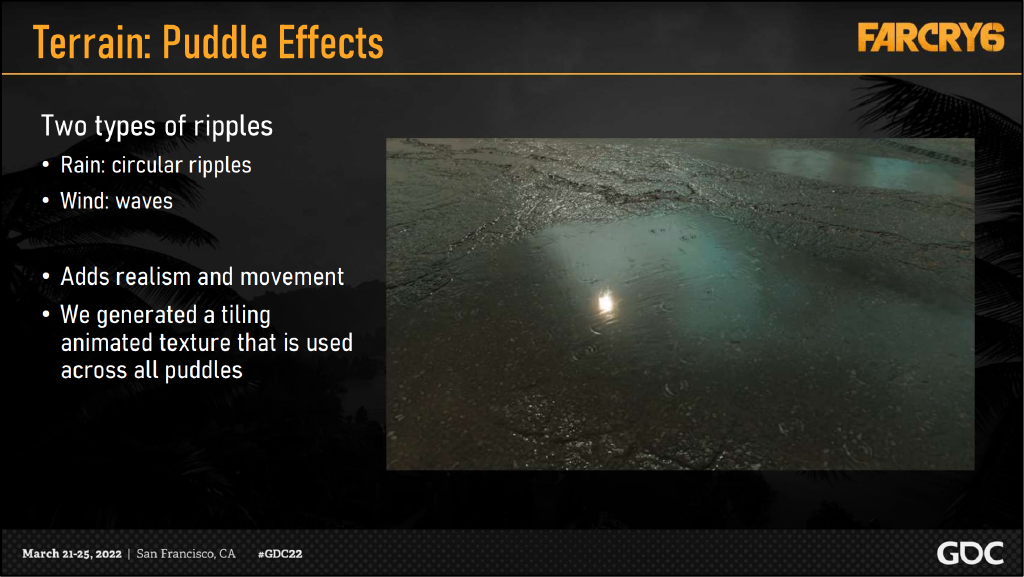 Terrain: Puddle Effects
FARCRY6
Two types of ripples
• Rain: circular ripples
• Wind: waves
• Adds realism and movement
• We generated a tiling
animated texture that is used
across all puddles
March 21-25, 2022 | San Francisco, CA #GDC22
GDC